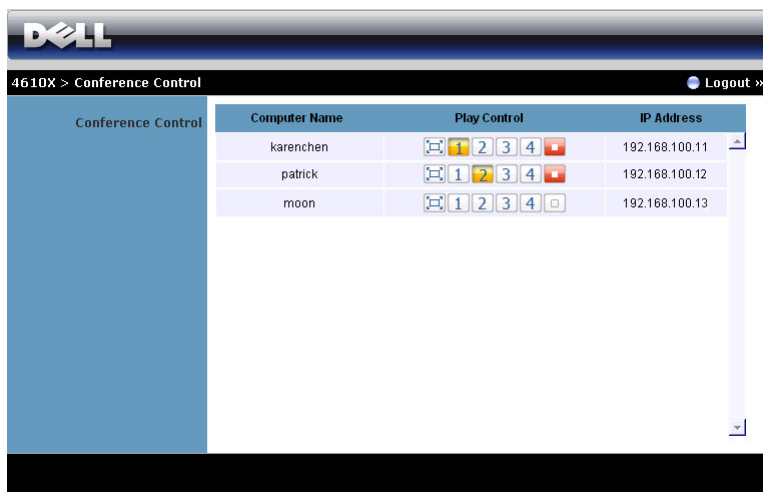 DELL
4610X > Conference Control
Logout »
Conference Control
Computer Name Play Control IP Address
karenchen 1 2 3 4 192.168.100.11
patrick 1 2 3 4 192.168.100.12
moon 1 2 3 4 192.168.100.13